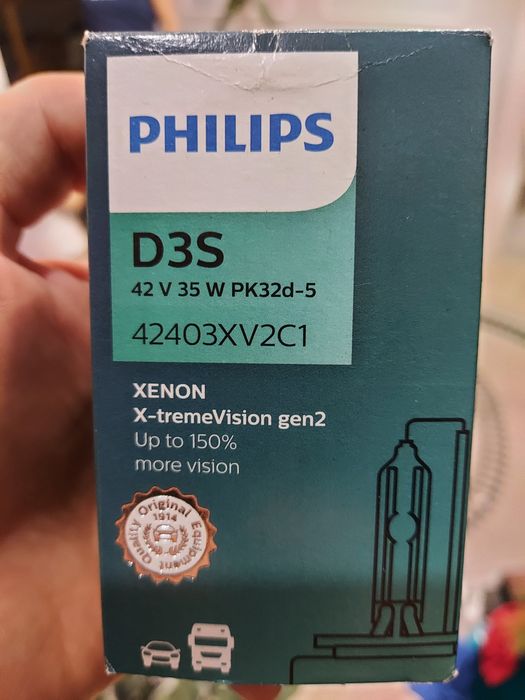 PHILIPS
D3S
42 V 35 W PK32d-5
42403XV2C1
XENON
X-tremeVision gen2
Up to 150%
more vision
Quality Original Equipment
1914